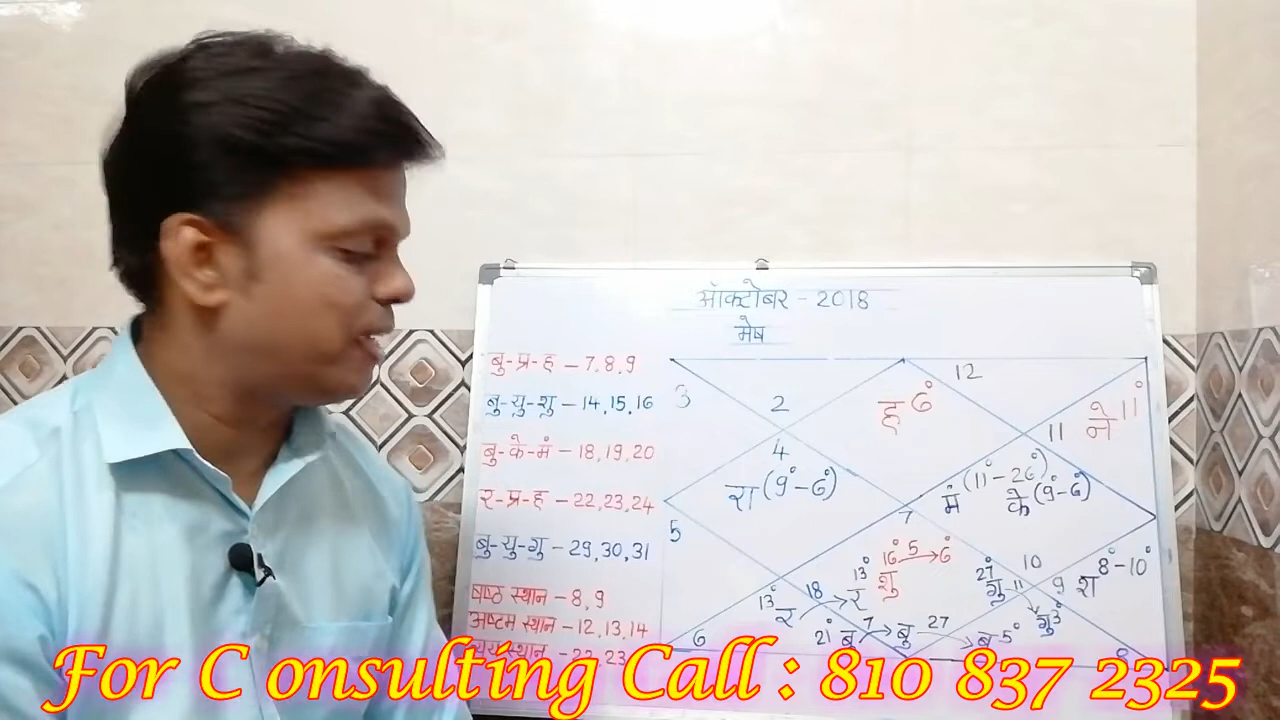 ऑक्टोबर - 2018
मेष
बु-प्र-ह - 7,8,9
बु-यु-शु - 14,15,16
बु-के-मं - 18,19,20
र-प्र-ह - 22,23,24
बु-यु-गु - 29,30,31
षष्ठ स्थान - 8,9
अष्टम स्थान - 12,13,14
स्थान - 22,23
12
3
2
ह 6°
ने 11°
11
4
रा (9°-6°)
मं (11°-26°) के (9°-6°)
7
5
16° 5 → 6°
13° र 18 → 13° र
शु
27° गु 11 → गु 3°
10
9 श 8°-10°
21° बु 7 → बु 27 → बु 5°
6
8
For C onsulting Call : 810 837 2325